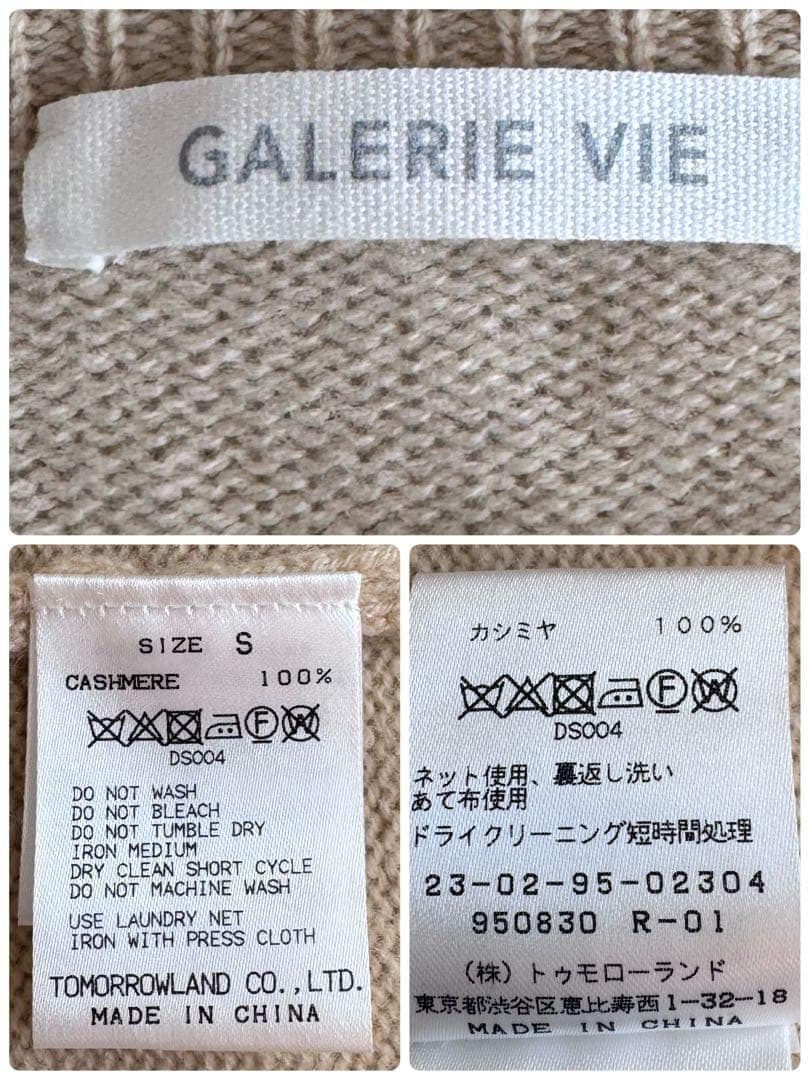 GALERIE VIE
SIZE S
CASHMERE 100%
F W
DS004
DO NOT WASH
DO NOT BLEACH
DO NOT TUMBLE DRY
IRON MEDIUM
DRY CLEAN SHORT CYCLE
DO NOT MACHINE WASH
USE LAUNDRY NET
IRON WITH PRESS CLOTH
TOMORROWLAND CO.,LTD.
MADE IN CHINA
カシミヤ 100%
F W
DS004
ネット使用、裏返し洗い
あて布使用
ドライクリーニング短時間処理
23-02-95-02304
950830 R-01
(株)トゥモローランド
東京都渋谷区恵比寿西1-32-18
MADE IN CHINA